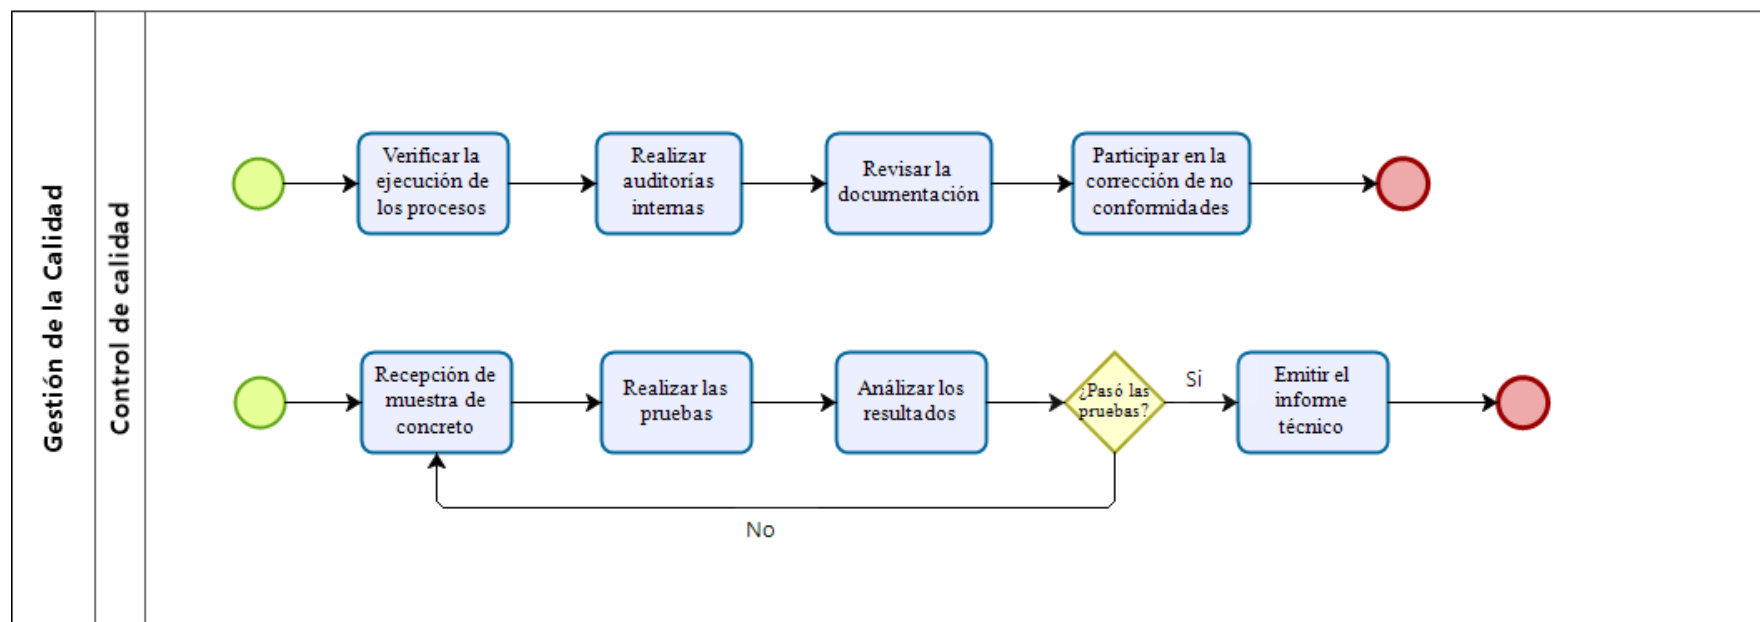 Gestión de la Calidad
Control de calidad
Verificar la
ejecución de
los procesos
Realizar
auditorías
internas
Revisar la
documentación
Participar en la
corrección de no
conformidades
Recepción de
muestra de
concreto
Realizar las
pruebas
Análizar los
resultados
¿Pasó las
pruebas?
Si
Emitir el
informe
técnico
No